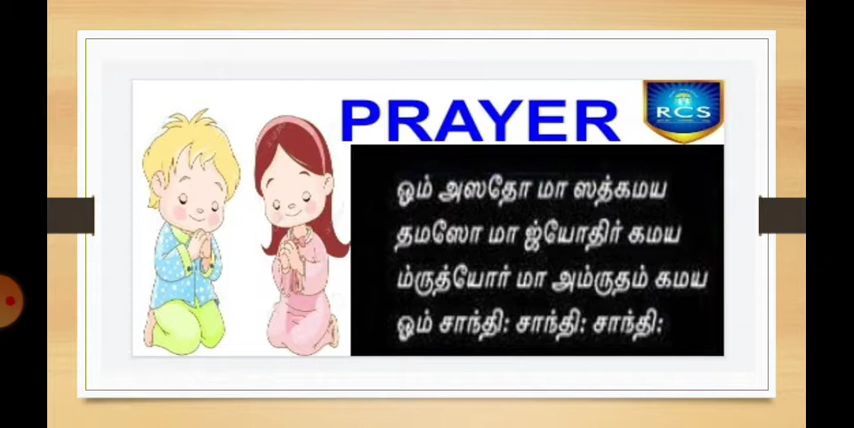 PRAYER
RCS
ஓம் அஸதோ மா ஸத்கமய
தமஸோ மா ஜ்யோதிர் கமய
ம்ருத்யோர் மா அம்ருதம் கமய
ஓம் சாந்தி: சாந்தி: சாந்தி: